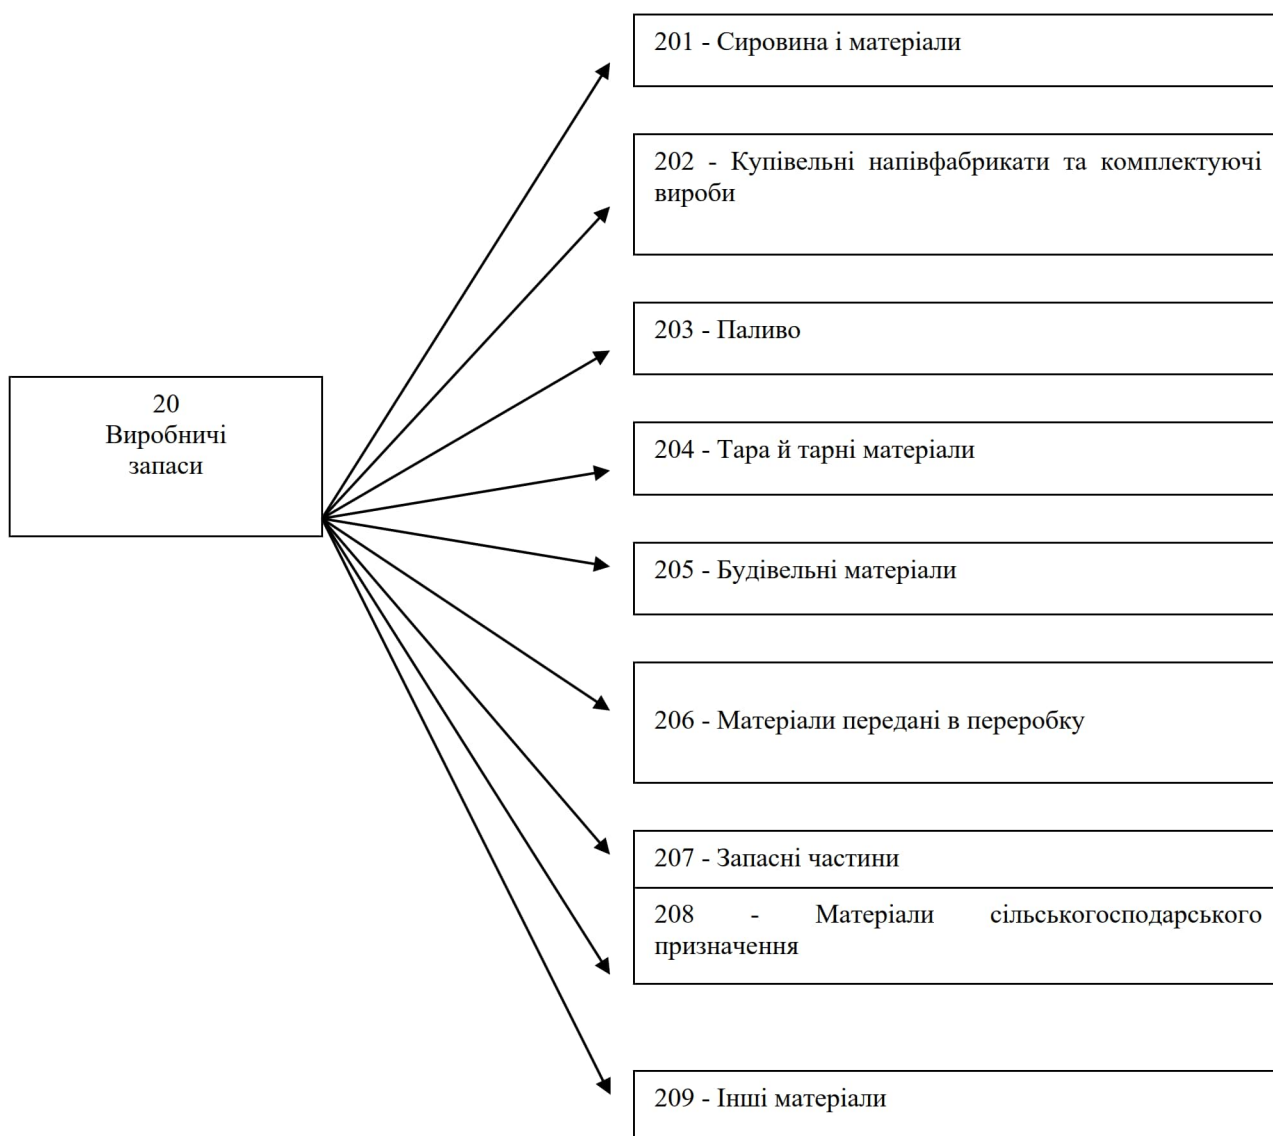 201 - Сировина і матеріали
202 - Купівельні напівфабрикати та комплектуючі
вироби
203 - Паливо
20
Виробничі
запаси
204 - Тара й тарні матеріали
205 - Будівельні матеріали
206 - Матеріали передані в переробку
207 - Запасні частини
208 - Матеріали сільськогосподарського
призначення
209 - Інші матеріали